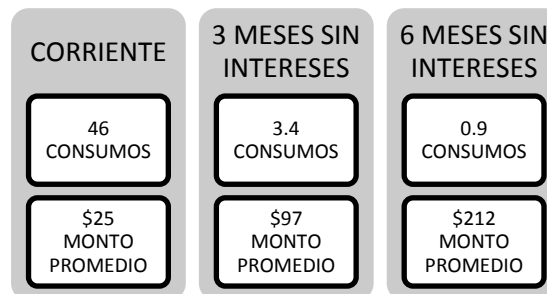 CORRIENTE
46
CONSUMOS
$25
MONTO
PROMEDIO
3 MESES SIN
INTERESES
3.4
CONSUMOS
$97
MONTO
PROMEDIO
6 MESES SIN
INTERESES
0.9
CONSUMOS
$212
MONTO
PROMEDIO